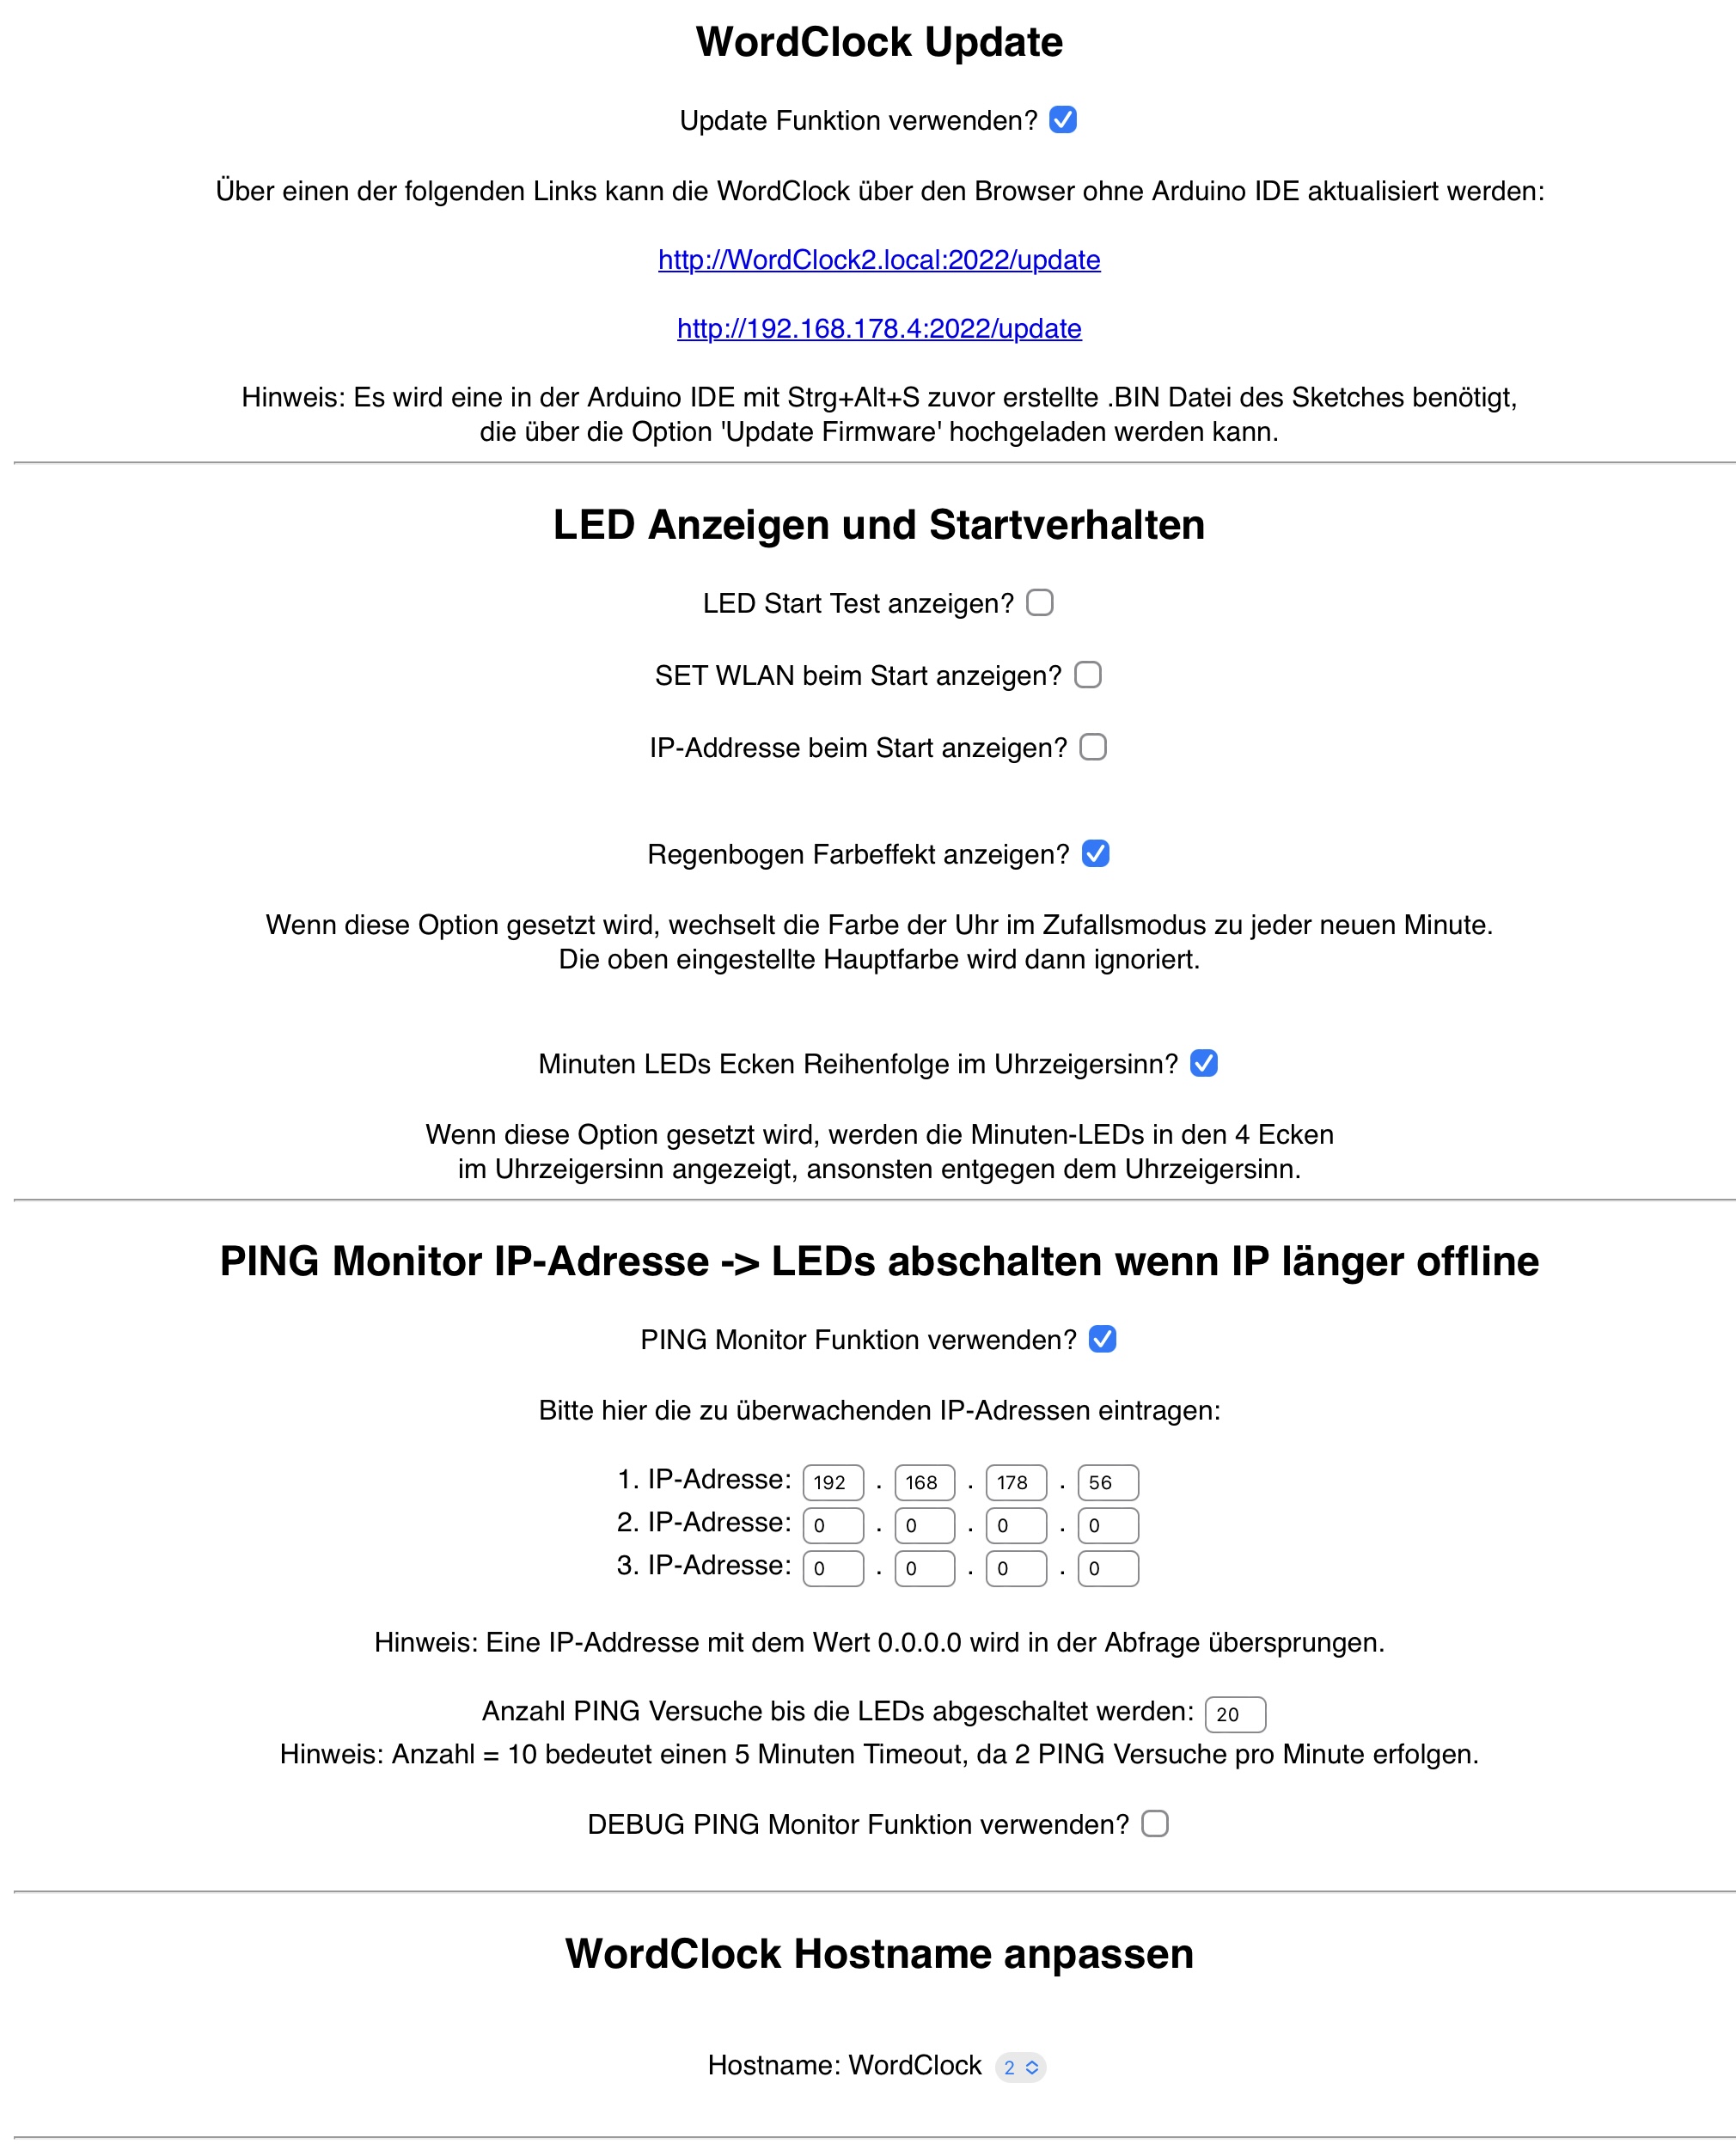 WordClock Update
Update Funktion verwenden?
Über einen der folgenden Links kann die WordClock über den Browser ohne Arduino IDE aktualisiert werden:
http://WordClock2.local:2022/update
http://192.168.178.4:2022/update
Hinweis: Es wird eine in der Arduino IDE mit Strg+Alt+S zuvor erstellte .BIN Datei des Sketches benötigt,
die über die Option 'Update Firmware' hochgeladen werden kann.
LED Anzeigen und Startverhalten
LED Start Test anzeigen?
SET WLAN beim Start anzeigen?
IP-Addresse beim Start anzeigen?
Regenbogen Farbeffekt anzeigen?
Wenn diese Option gesetzt wird, wechselt die Farbe der Uhr im Zufallsmodus zu jeder neuen Minute.
Die oben eingestellte Hauptfarbe wird dann ignoriert.
Minuten LEDs Ecken Reihenfolge im Uhrzeigersinn?
Wenn diese Option gesetzt wird, werden die Minuten-LEDs in den 4 Ecken
im Uhrzeigersinn angezeigt, ansonsten entgegen dem Uhrzeigersinn.
PING Monitor IP-Adresse -> LEDs abschalten wenn IP länger offline
PING Monitor Funktion verwenden?
Bitte hier die zu überwachenden IP-Adressen eintragen:
1. IP-Adresse: 192 . 168 . 178 . 56
2. IP-Adresse: 0 . 0 . 0 . 0
3. IP-Adresse: 0 . 0 . 0 . 0
Hinweis: Eine IP-Addresse mit dem Wert 0.0.0.0 wird in der Abfrage übersprungen.
Anzahl PING Versuche bis die LEDs abgeschaltet werden: 20
Hinweis: Anzahl = 10 bedeutet einen 5 Minuten Timeout, da 2 PING Versuche pro Minute erfolgen.
DEBUG PING Monitor Funktion verwenden?
WordClock Hostname anpassen
Hostname: WordClock 2